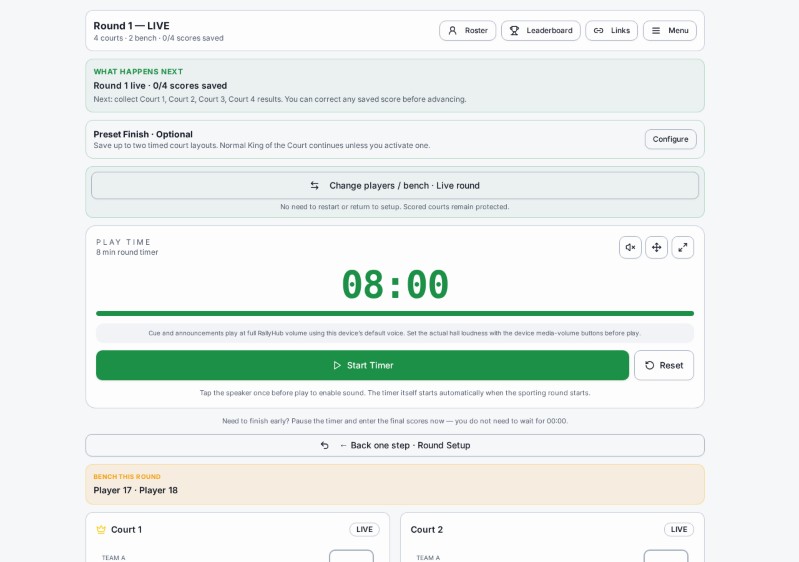 Round 1 — LIVE
4 courts · 2 bench · 0/4 scores saved
Roster
Leaderboard
Links
Menu
WHAT HAPPENS NEXT
Round 1 live · 0/4 scores saved
Next: collect Court 1, Court 2, Court 3, Court 4 results. You can correct any saved score before advancing.
Preset Finish · Optional
Save up to two timed court layouts. Normal King of the Court continues unless you activate one.
Configure
Change players / bench · Live round
No need to restart or return to setup. Scored courts remain protected.
PLAY TIME
8 min round timer
08:00
Cue and announcements play at full RallyHub volume using this device's default voice. Set the actual hall loudness with the device media-volume buttons before play.
Start Timer
Reset
Tap the speaker once before play to enable sound. The timer itself starts automatically when the sporting round starts.
Need to finish early? Pause the timer and enter the final scores now — you do not need to wait for 00:00.
← Back one step · Round Setup
BENCH THIS ROUND
Player 17 · Player 18
Court 1
LIVE
Court 2
LIVE
TEAM A
TEAM A